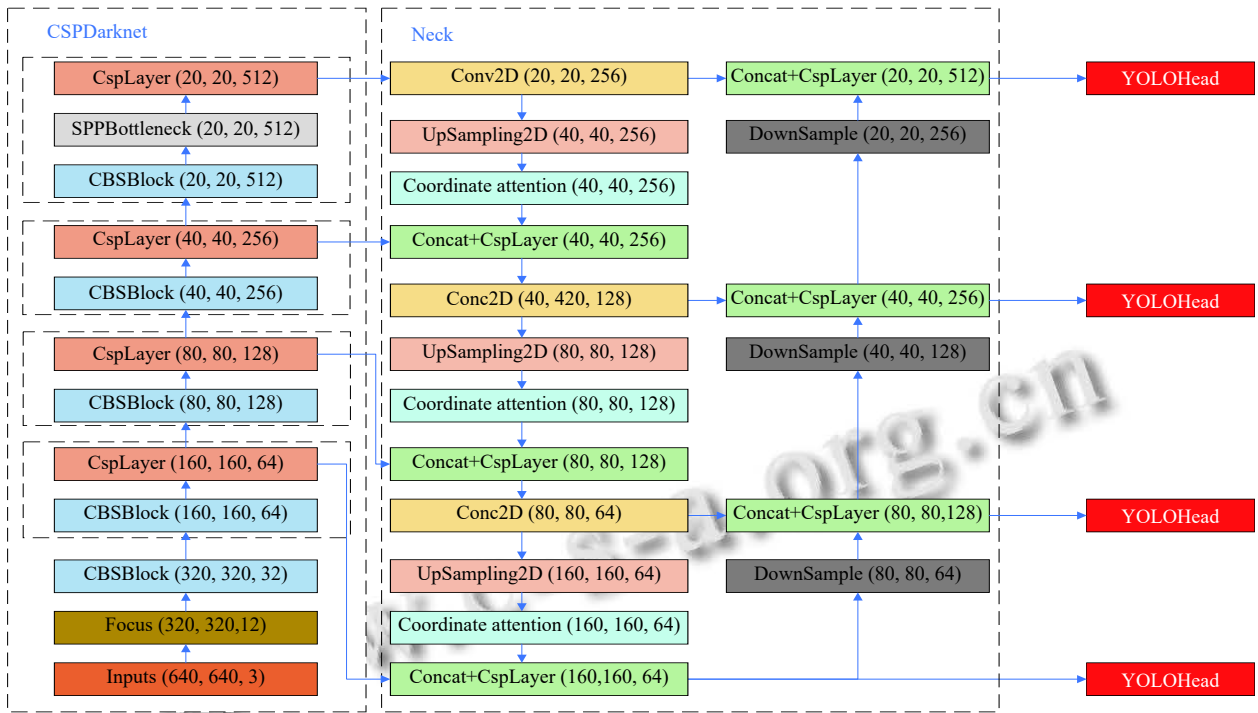 CSPDarknet
CspLayer (20, 20, 512)
SPPBottleneck (20, 20, 512)
CBSBlock (20, 20, 512)
CspLayer (40, 40, 256)
CBSBlock (40, 40, 256)
CspLayer (80, 80, 128)
CBSBlock (80, 80, 128)
CspLayer (160, 160, 64)
CBSBlock (160, 160, 64)
CBSBlock (320, 320, 32)
Focus (320, 320,12)
Inputs (640, 640, 3)
Neck
Conv2D (20, 20, 256)
UpSampling2D (40, 40, 256)
Coordinate attention (40, 40, 256)
Concat+CspLayer (40, 40, 256)
Conc2D (40, 420, 128)
UpSampling2D (80, 80, 128)
Coordinate attention (80, 80, 128)
Concat+CspLayer (80, 80, 128)
Conc2D (80, 80, 64)
UpSampling2D (160, 160, 64)
Coordinate attention (160, 160, 64)
Concat+CspLayer (160,160, 64)
Concat+CspLayer (20, 20, 512)
DownSample (20, 20, 256)
Concat+CspLayer (40, 40, 256)
DownSample (40, 40, 128)
Concat+CspLayer (80, 80,128)
DownSample (80, 80, 64)
YOLOHead
YOLOHead
YOLOHead
YOLOHead